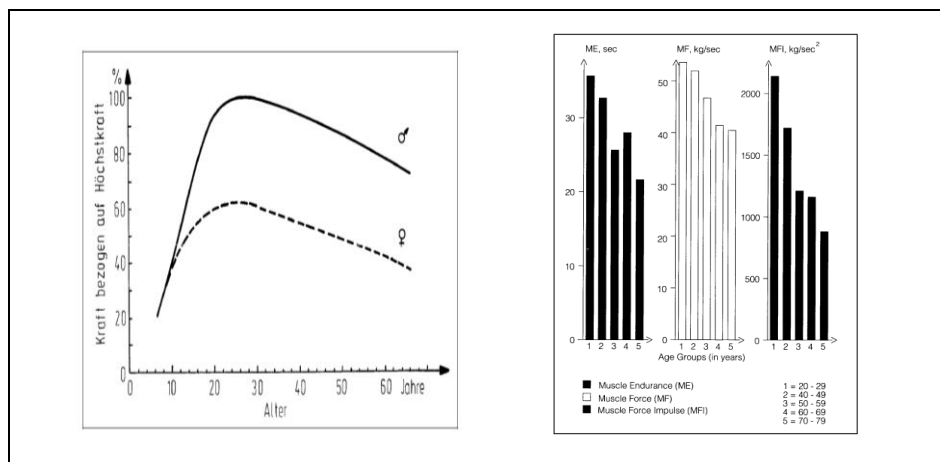 %
100
80
60
40
20
0
Kraft bezogen auf Höchstkraft
♂
♀
0 10 20 30 40 50 60 Jahre
Alter
ME, sec
MF, kg/sec
MFI, kg/sec²
30
20
10
0
50
40
30
20
10
0
2000
1500
1000
500
0
1 2 3 4 5
1 2 3 4 5
1 2 3 4 5
Age Groups (in years)
Muscle Endurance (ME)
Muscle Force (MF)
Muscle Force Impulse (MFI)
1 = 20 - 29
2 = 40 - 49
3 = 50 - 59
4 = 60 - 69
5 = 70 - 79